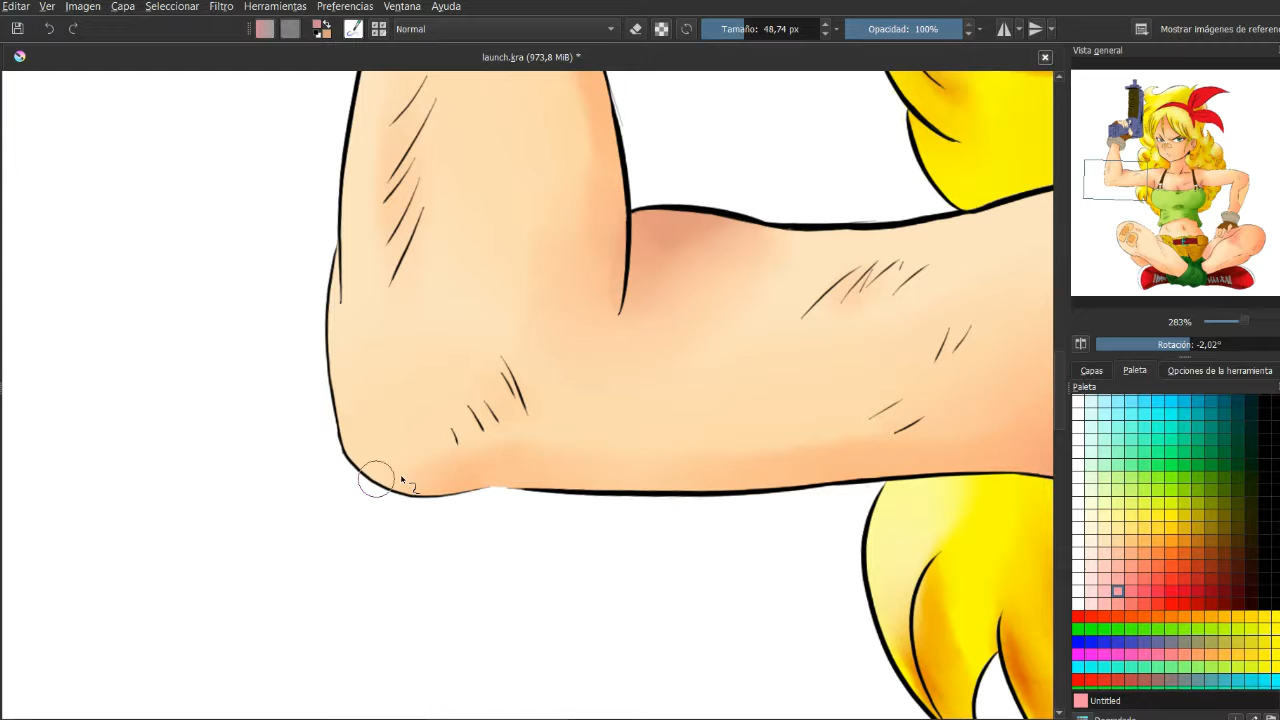 Editar Ver Imagen Capa Seleccionar Filtro Herramientas Preferencias Ventana Ayuda
Normal Tamaño: 48,74 px Opacidad: 100% Mostrar imágenes de
launch.kra (973,8 MiB) *
Vista general
283%
Rotación: -2,02°
Capas Paleta Opciones de la herramienta
Paleta
Untitled